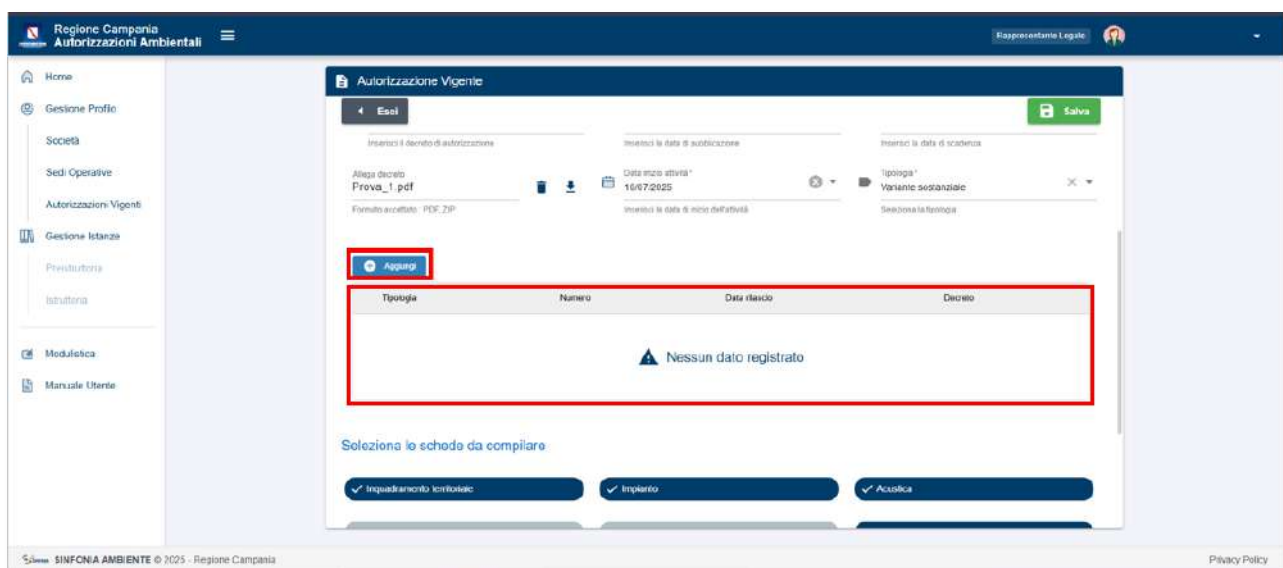 Regione Campania
Autorizzazioni Ambientali
Rappresentante Legale
Home
Gestione Profilo
Società
Sedi Operative
Autorizzazioni Vigenti
Gestione Istanze
Preistruttoria
Istruttoria
Modulistica
Manuale Utente
Autorizzazione Vigente
Esci
Salva
Inserisci il decreto di autorizzazione
Inserisci la data di pubblicazione
Inserisci la data di scadenza
Allega decreto
Prova_1.pdf
Formato accettato : PDF, ZIP
Data inizio attività *
16/07/2025
Inserisci la data di inizio dell'attività
Tipologia *
Variante sostanziale
Seleziona la tipologia
Aggiungi
Tipologia Numero Data rilascio Decreto
Nessun dato registrato
Seleziona le schede da compilare
Inquadramento territoriale
Impianto
Acustica
SINFONIA AMBIENTE © 2025 - Regione Campania
Privacy Policy